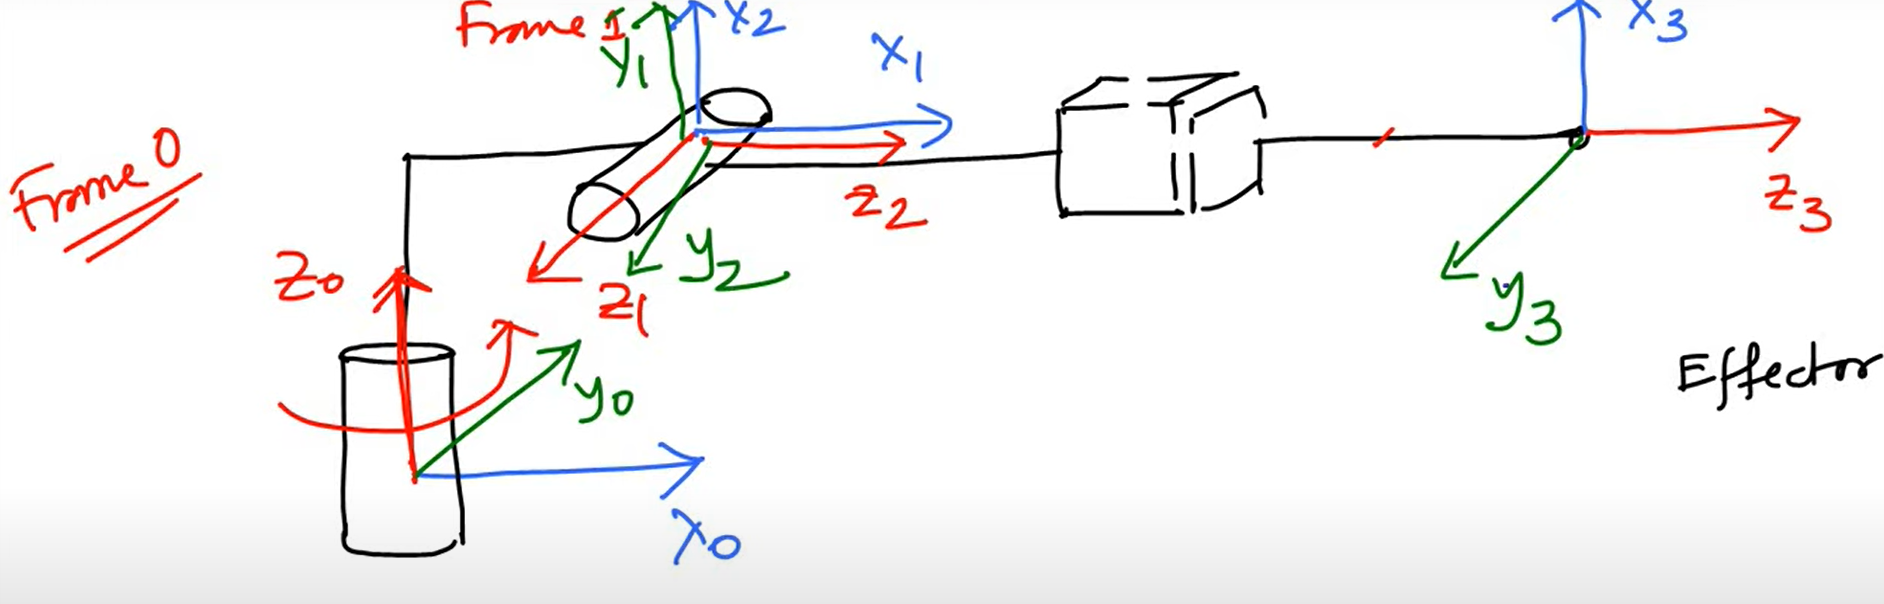 Frame 1
y1
x2
x1
x3
Frame 0
z2
z3
z0
z1
y2
y3
y0
Effector
x0